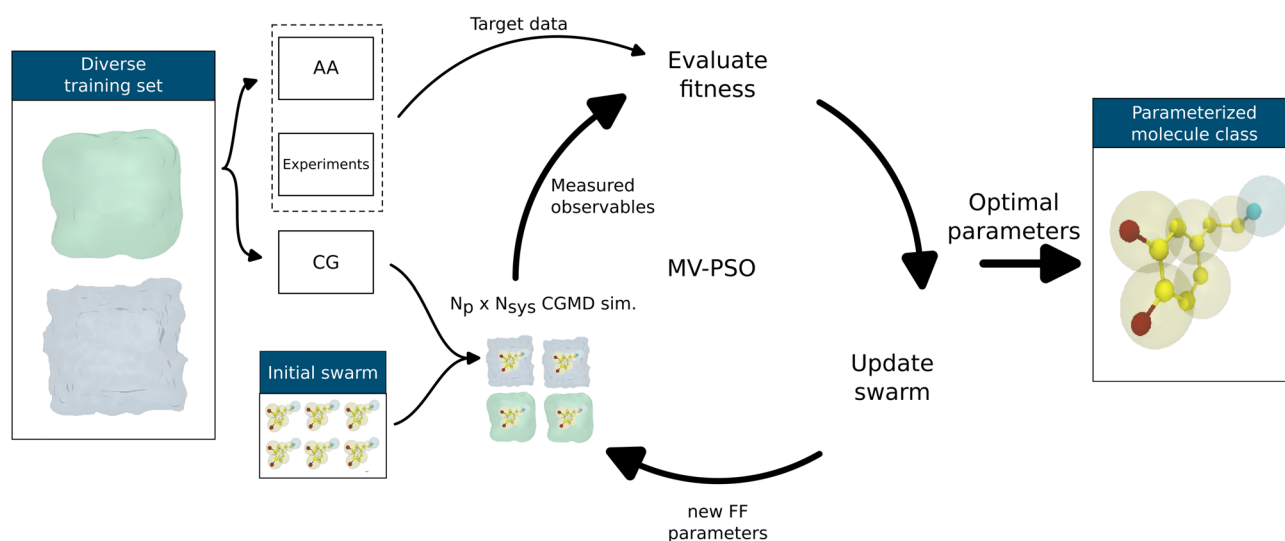 Diverse
training set
AA
Experiments
CG
Initial swarm
Target data
Measured
observables
Np x Nsys CGMD sim.
Evaluate
fitness
MV-PSO
Update
swarm
new FF
parameters
Optimal
parameters
Parameterized
molecule class